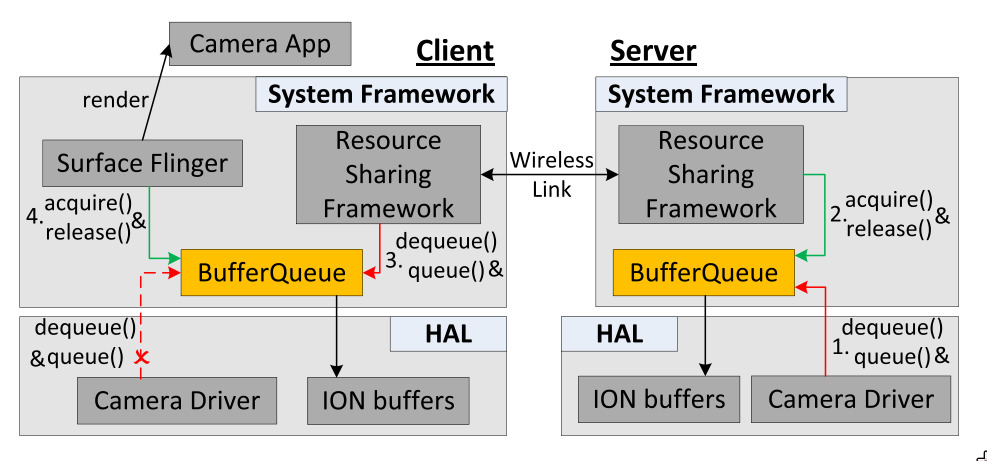 Camera App
Client
Server
render
System Framework
System Framework
Surface Flinger
Resource
Sharing
Framework
Wireless
Link
Resource
Sharing
Framework
4. acquire()
release() &
dequeue()
3. queue() &
2. acquire()
release() &
BufferQueue
BufferQueue
dequeue()
& queue()
HAL
HAL
dequeue()
1. queue() &
Camera Driver
ION buffers
ION buffers
Camera Driver